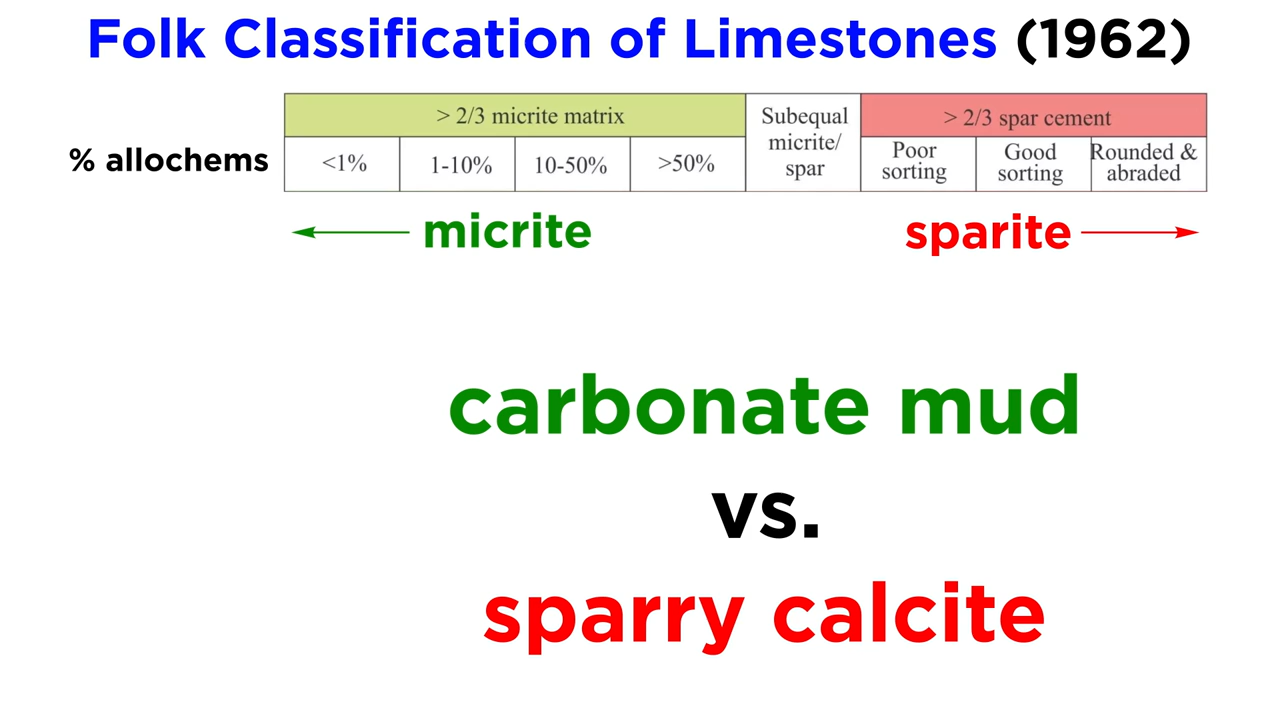 Folk Classification of Limestones (1962)
> 2/3 micrite matrix
Subequal
micrite/
spar
> 2/3 spar cement
% allochems
<1%
1-10%
10-50%
>50%
Poor
sorting
Good
sorting
Rounded &
abraded
micrite
sparite
carbonate mud
vs.
sparry calcite